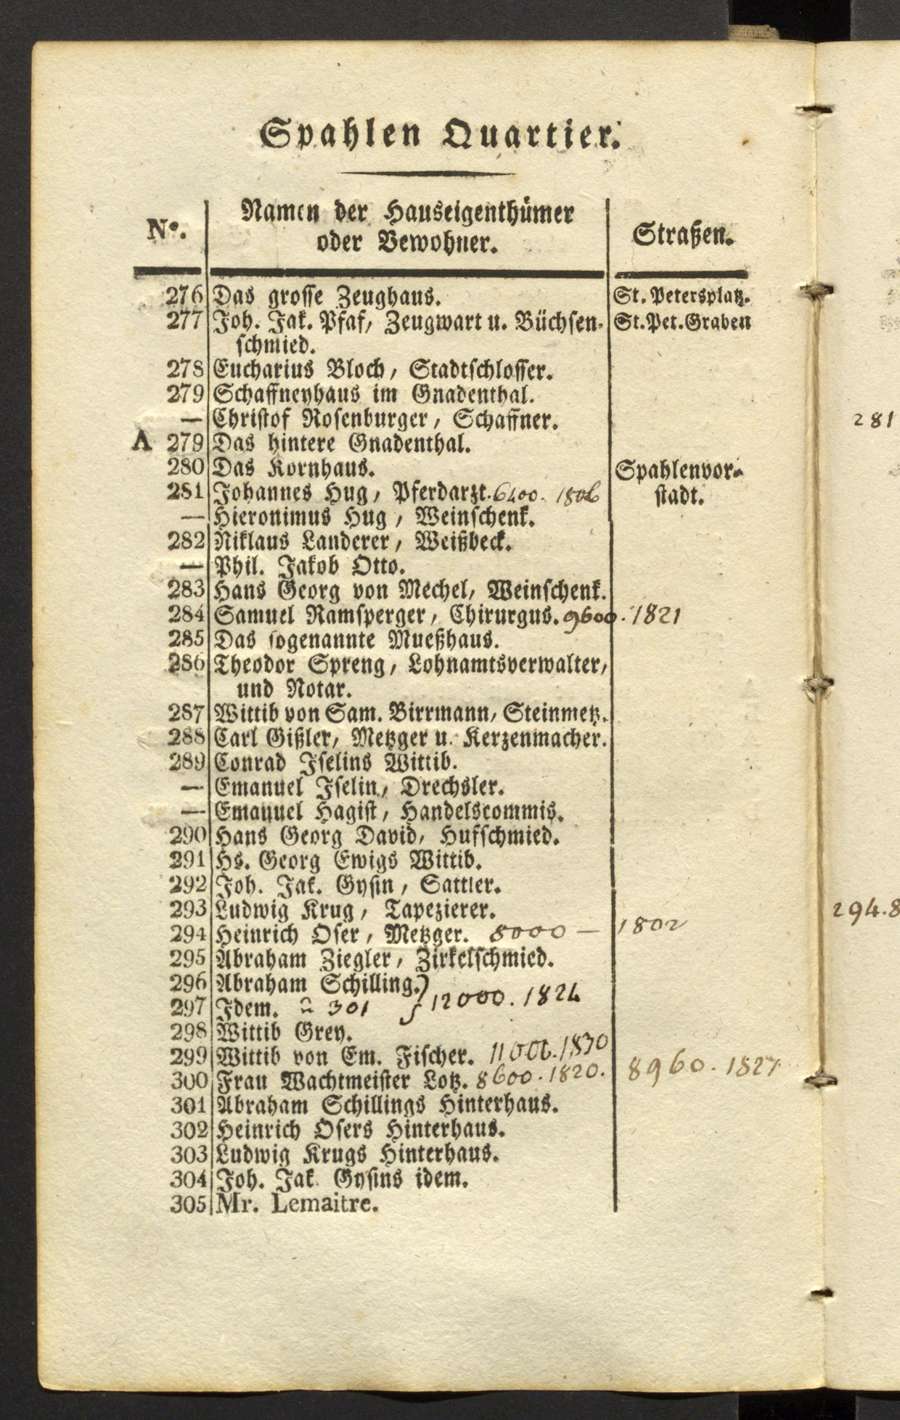 Spahlen Quartier.
No. Namen der Hauseigenthümer oder Bewohner. Straßen.
276 Das grosse Zeughaus. St. Petersplatz.
277 Joh. Jak. Pfaf, Zeugwart u. Büchsen- St. Pet. Graben
schmied.
278 Eucharius Bloch, Stadtschlosser.
279 Schaffneyhaus im Gnadenthal.
— Christof Rosenburger, Schaffner.
A 279 Das hintere Gnadenthal.
280 Das Kornhaus. Spahlenvor-
281 Johannes Hug, Pferdarzt. 6400. 1806 stadt.
— Hieronimus Hug, Weinschenk.
282 Niklaus Landerer, Weißbeck.
— Phil. Jakob Otto.
283 Hans Georg von Mechel, Weinschenk.
284 Samuel Ramsperger, Chirurgus. 9600. 1821
285 Das sogenannte Mueßhaus.
286 Theodor Spreng, Lohnamtsverwalter,
und Notar.
287 Wittib von Sam. Birrmann, Steinmetz.
288 Carl Gißler, Metzger u. Kerzenmacher.
289 Conrad Iselins Wittib.
— Emanuel Iselin, Drechsler.
— Emanuel Hagist, Handelscommis.
290 Hans Georg David, Hufschmied.
291 Hs. Georg Ewigs Wittib.
292 Joh. Jak. Gysin, Sattler.
293 Ludwig Krug, Tapezierer.
294 Heinrich Oser, Metzger. 8000 — 1802
295 Abraham Ziegler, Zirkelschmied.
296 Abraham Schilling.
297 Idem. 301 12000. 1824
298 Wittib Grey.
299 Wittib von Em. Fischer. 1830
300 Frau Wachtmeister Lotz. 8600. 1820. 8960. 1827
301 Abraham Schillings Hinterhaus.
302 Heinrich Osers Hinterhaus.
303 Ludwig Krugs Hinterhaus.
304 Joh. Jak. Gysins idem.
305 Mr. Lemaitre.
281
294.8